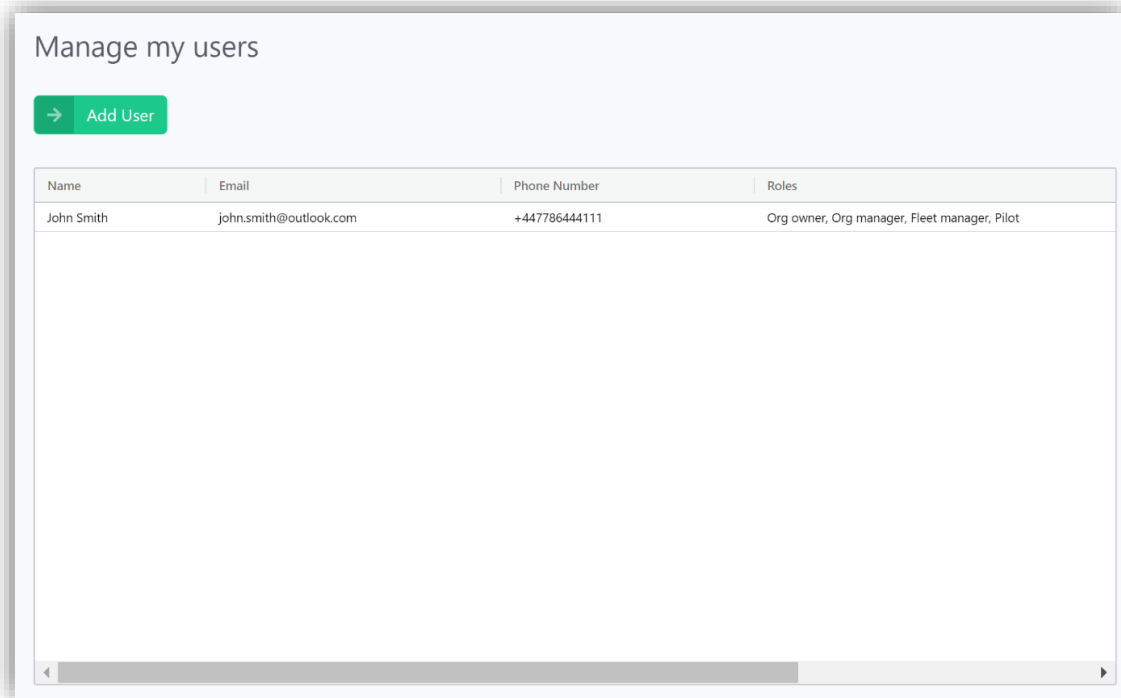 Manage my users
Add User
Name Email Phone Number Roles
John Smith john.smith@outlook.com +447786444111 Org owner, Org manager, Fleet manager, Pilot